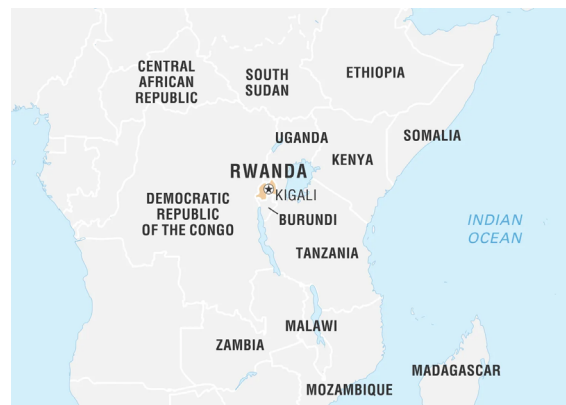 CENTRAL
AFRICAN
REPUBLIC
SOUTH
SUDAN
ETHIOPIA
UGANDA
SOMALIA
KENYA
RWANDA
KIGALI
DEMOCRATIC
REPUBLIC
OF THE CONGO
BURUNDI
INDIAN
OCEAN
TANZANIA
MALAWI
ZAMBIA
MADAGASCAR
MOZAMBIQUE